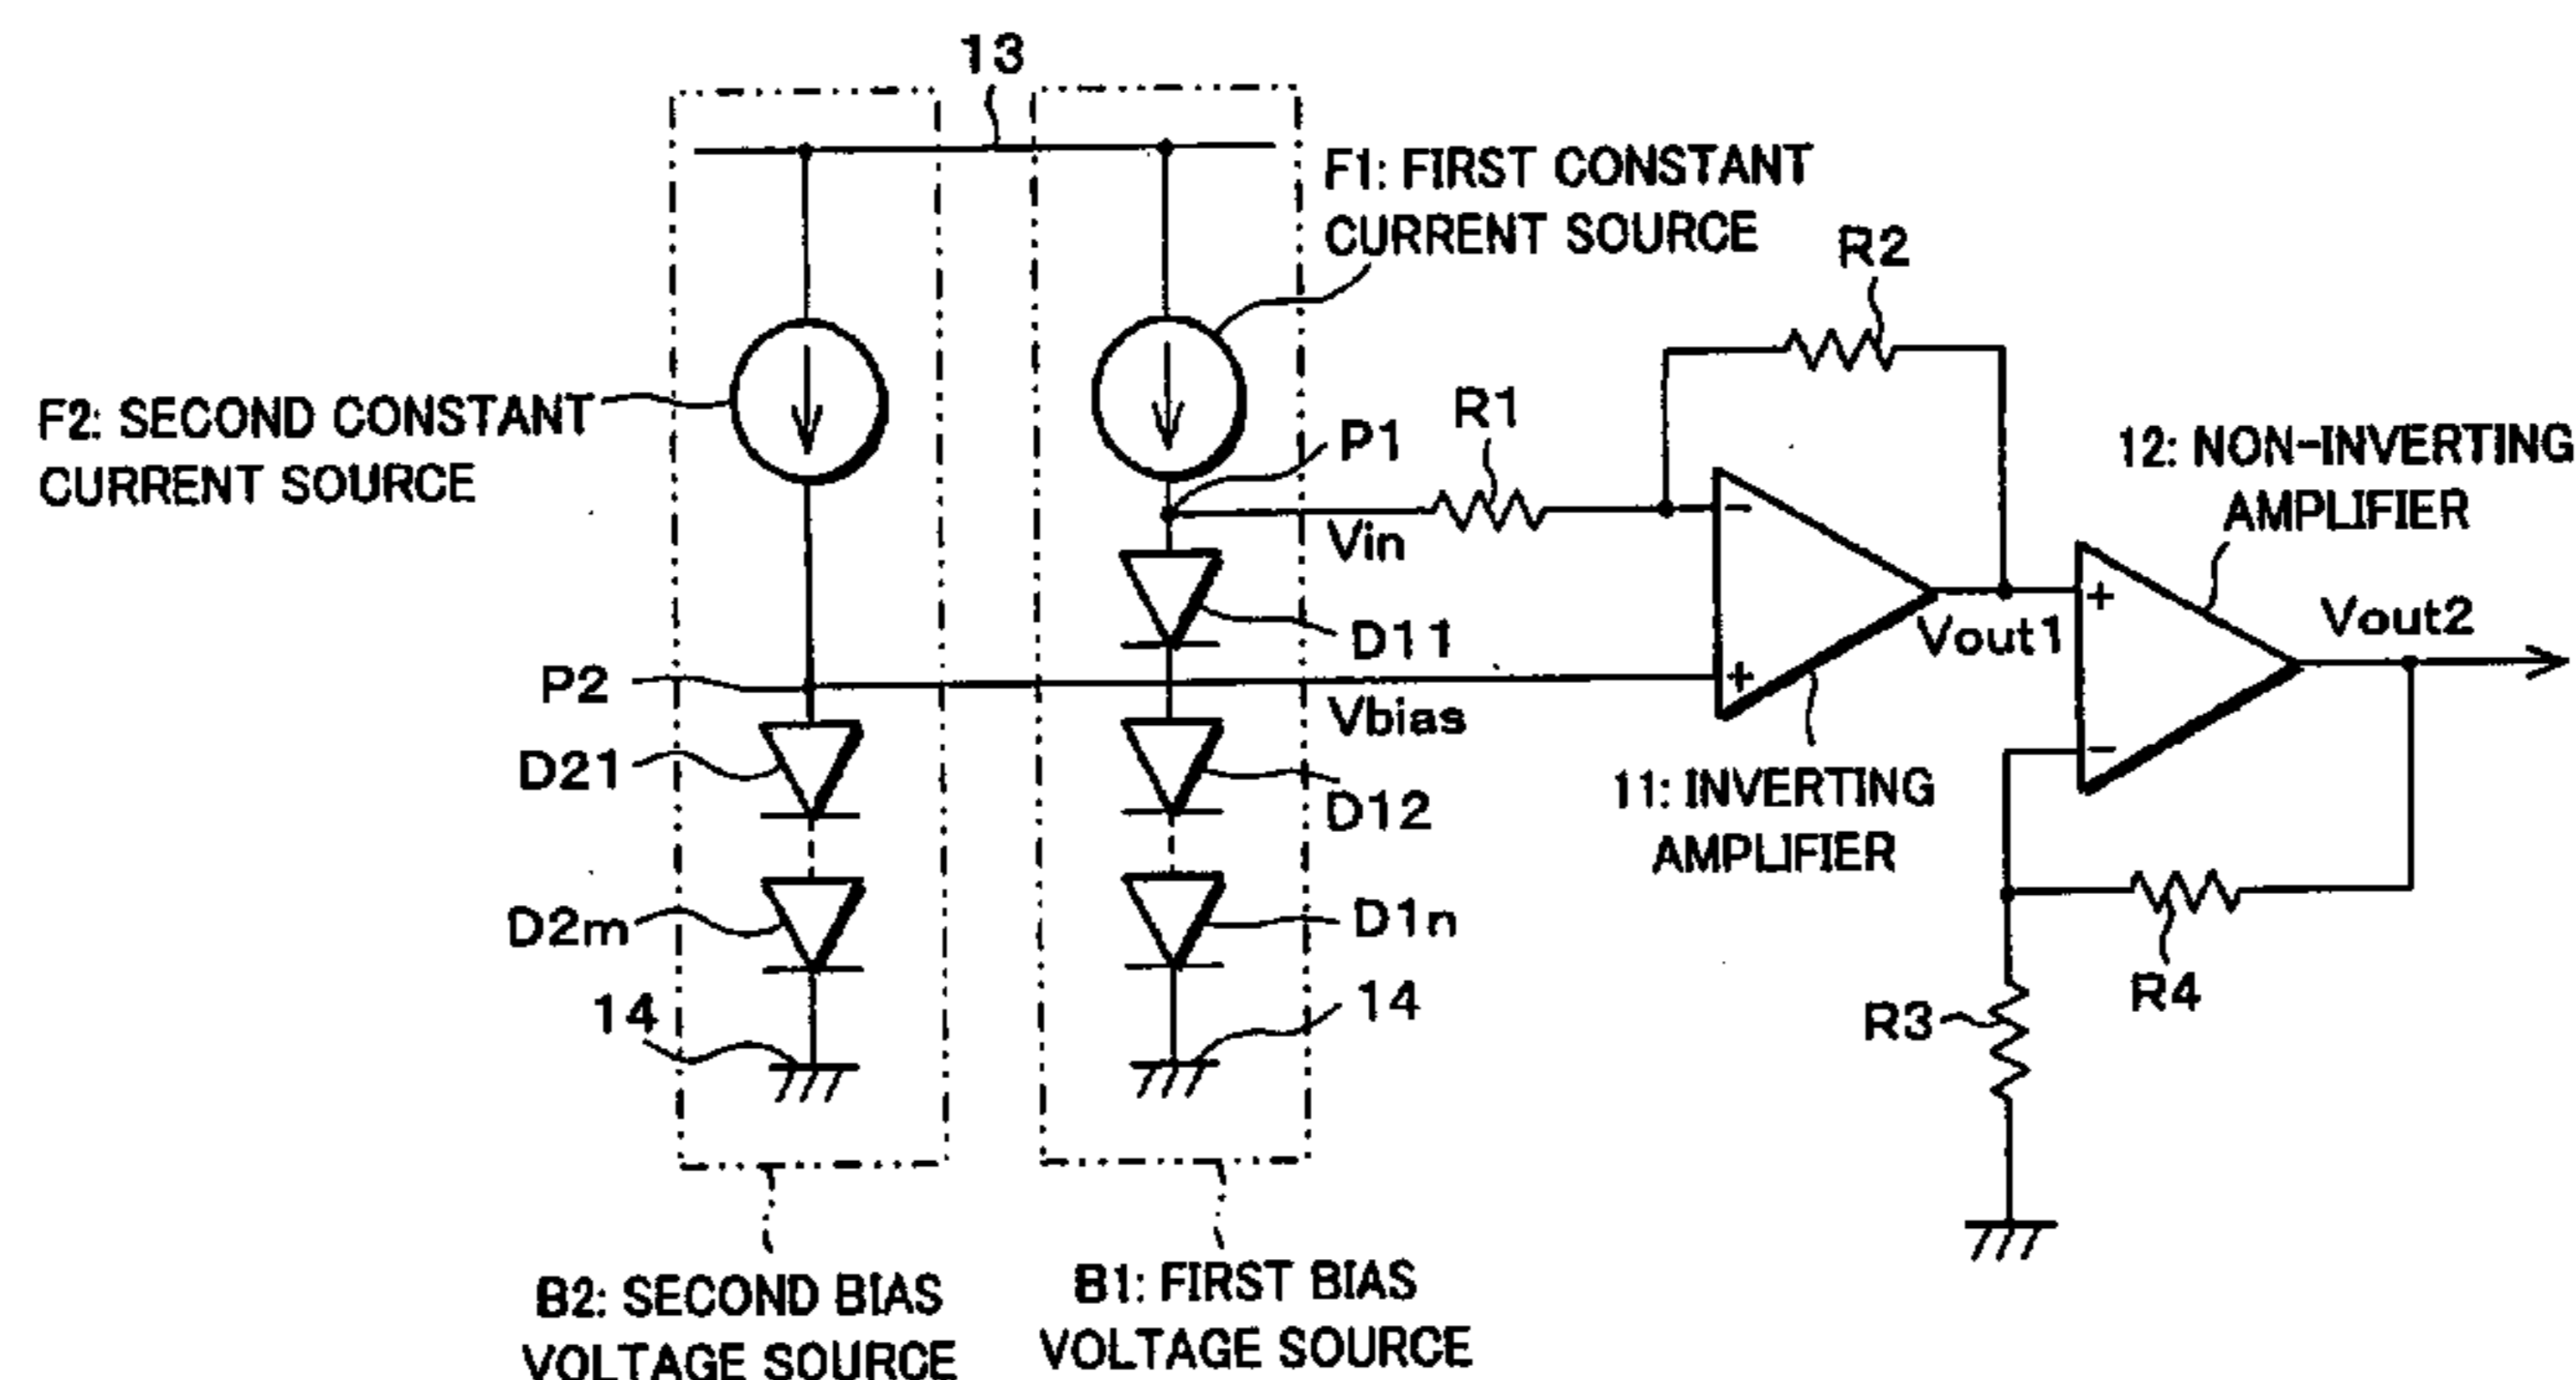 13
F1: FIRST CONSTANT
CURRENT SOURCE
R2
F2: SECOND CONSTANT
CURRENT SOURCE
R1
P1
12: NON-INVERTING
AMPLIFIER
Vin
-
+
D11
Vout1
Vout2
P2
+
Vbias
-
D21
D12
11: INVERTING
AMPLIFIER
D2m
D1n
14
14
R3
R4
B2: SECOND BIAS
VOLTAGE SOURCE
B1: FIRST BIAS
VOLTAGE SOURCE